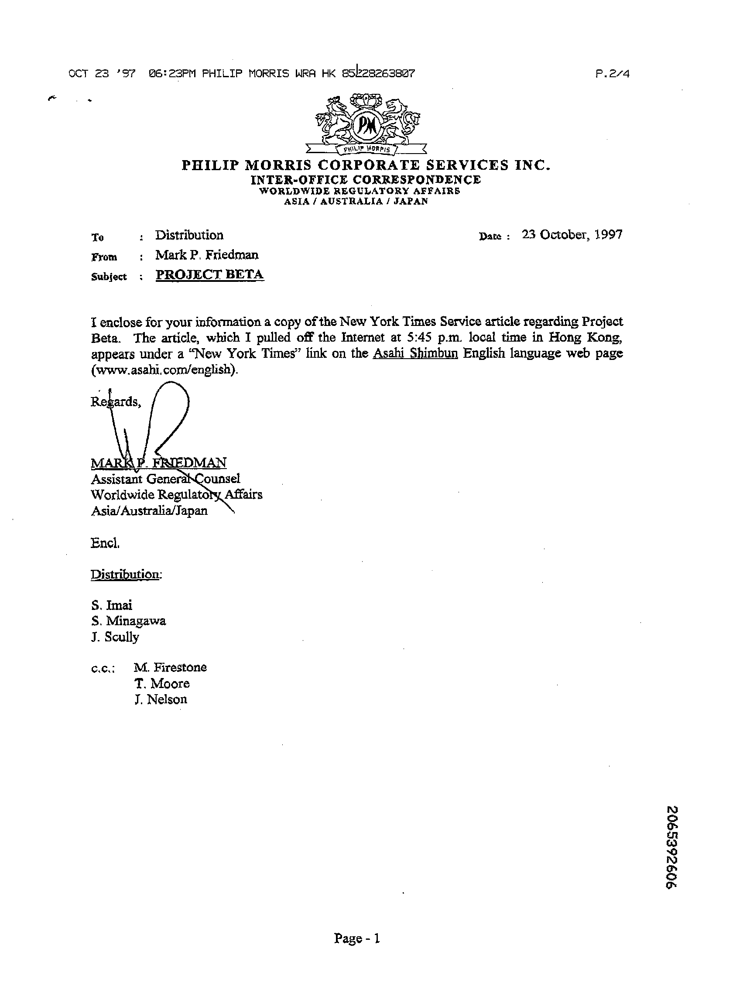 OCT 23 '97 06:23PM PHILIP MORRIS WRA HK 85228263807 P.2/4
PM
PHILIP MORRIS
PHILIP MORRIS CORPORATE SERVICES INC.
INTER-OFFICE CORRESPONDENCE
WORLDWIDE REGULATORY AFFAIRS
ASIA / AUSTRALIA / JAPAN
To : Distribution Date : 23 October, 1997
From : Mark P. Friedman
Subject : PROJECT BETA
I enclose for your information a copy of the New York Times Service article regarding Project
Beta. The article, which I pulled off the Internet at 5:45 p.m. local time in Hong Kong,
appears under a "New York Times" link on the Asahi Shimbun English language web page
(www.asahi.com/english).
Regards,
MARK P. FRIEDMAN
Assistant General Counsel
Worldwide Regulatory Affairs
Asia/Australia/Japan
Encl.
Distribution:
S. Imai
S. Minagawa
J. Scully
c.c.: M. Firestone
T. Moore
J. Nelson
2065392606
Page - 1